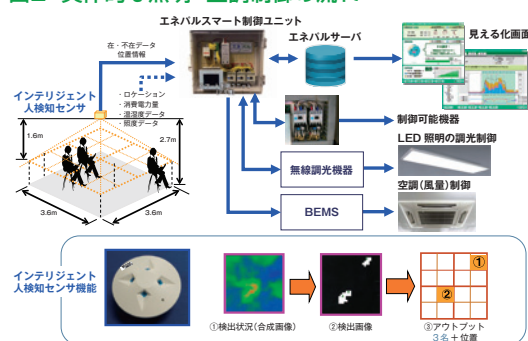 エネバルスマート制御ユニット
エネバルサーバ
見える化画面
在・不在データ
位置情報
インテリジェント
人検知センサ
・ロケーション
・消費電力量
・温湿度データ
・照度データ
制御可能機器
1.6m
2.7m
LED 照明の調光制御
無線調光機器
空調(風量)制御
3.6m
3.6m
BEMS
インテリジェント
人検知センサ機能
①
②
①検出状況(合成画像)
②検出画像
③アウトプット
3名+位置